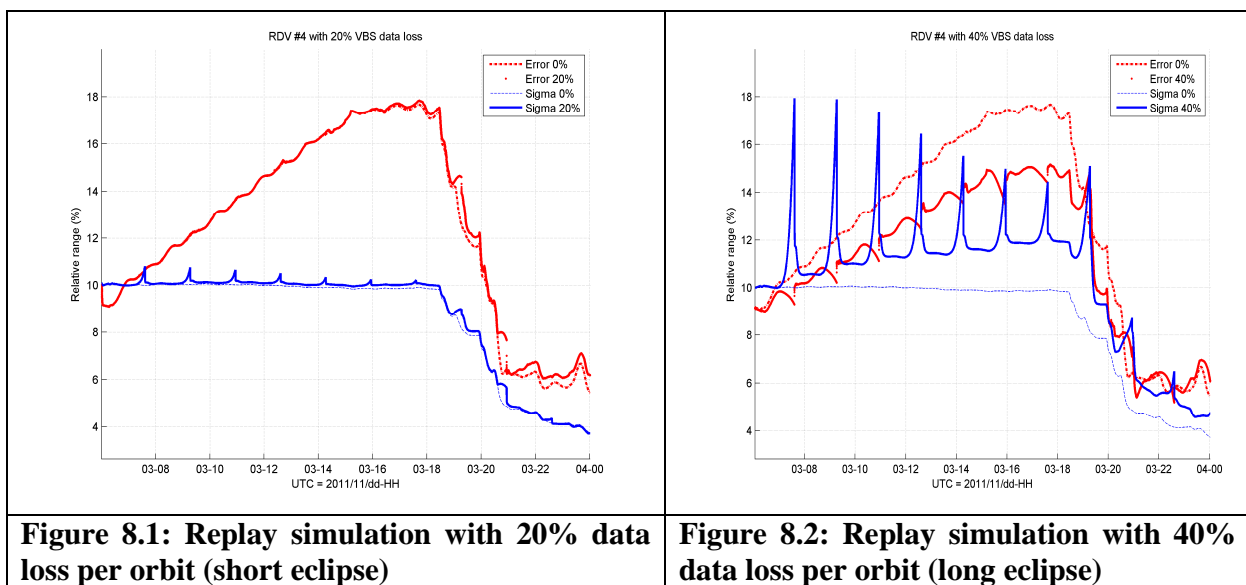 RDV #4 with 20% VBS data loss
Error 0%
Error 20%
Sigma 0%
Sigma 20%
Relative range (%)
18
16
14
12
10
8
6
4
03-08 03-10 03-12 03-14 03-16 03-18 03-20 03-22 04-00
UTC = 2011/11/dd-HH
Figure 8.1: Replay simulation with 20% data
loss per orbit (short eclipse)
RDV #4 with 40% VBS data loss
Error 0%
Error 40%
Sigma 0%
Sigma 40%
Relative range (%)
18
16
14
12
10
8
6
4
03-08 03-10 03-12 03-14 03-16 03-18 03-20 03-22 04-00
UTC = 2011/11/dd-HH
Figure 8.2: Replay simulation with 40%
data loss per orbit (long eclipse)